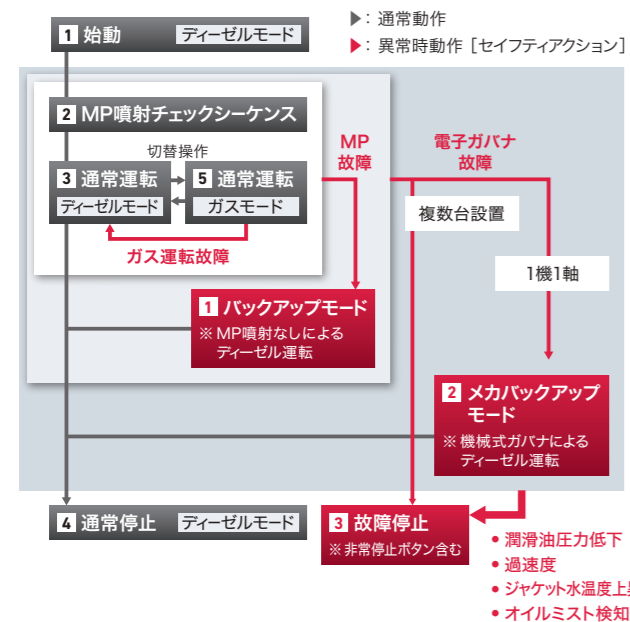 ▶：通常動作
▶：異常時動作［セイフティアクション］
1 始動 ディーゼルモード
2 MP噴射チェックシーケンス
切替操作
3 通常運転
ディーゼルモード
5 通常運転
ガスモード
ガス運転故障
MP
故障
電子ガバナ
故障
複数台設置
1機1軸
1 バックアップモード
※MP噴射なしによる
ディーゼル運転
2 メカバックアップ
モード
※機械式ガバナによる
ディーゼル運転
4 通常停止 ディーゼルモード
3 故障停止
※非常停止ボタン含む
• 潤滑油圧力低下
• 過速度
• ジャケット水温度上
• オイルミスト検知